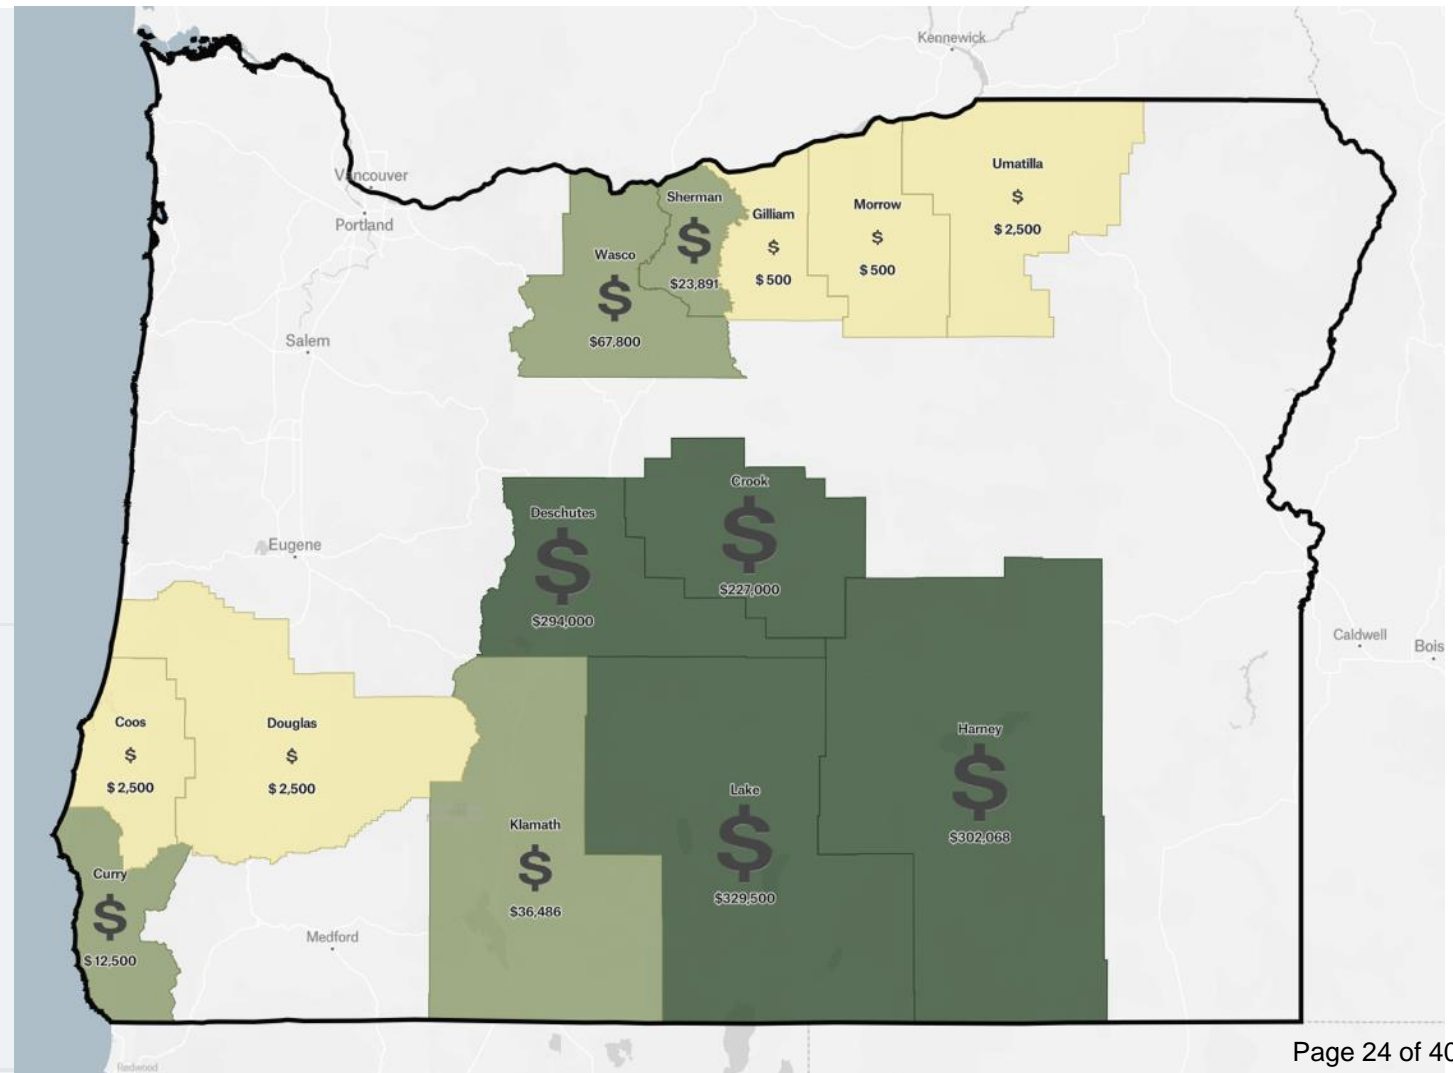 Kennewick
Vancouver
Portland
Salem
Eugene
Medford
Redwood
Caldwell
Bois
Umatilla
$
$ 2,500
Morrow
$
$ 500
Gilliam
$
$ 500
Sherman
$
$23,891
Wasco
$
$67,800
Crook
$
$227,000
Deschutes
$
$294,000
Harney
$
$302,068
Lake
$
$329,500
Klamath
$
$36,486
Douglas
$
$ 2,500
Coos
$
$ 2,500
Curry
$
$ 12,500
Page 24 of 40